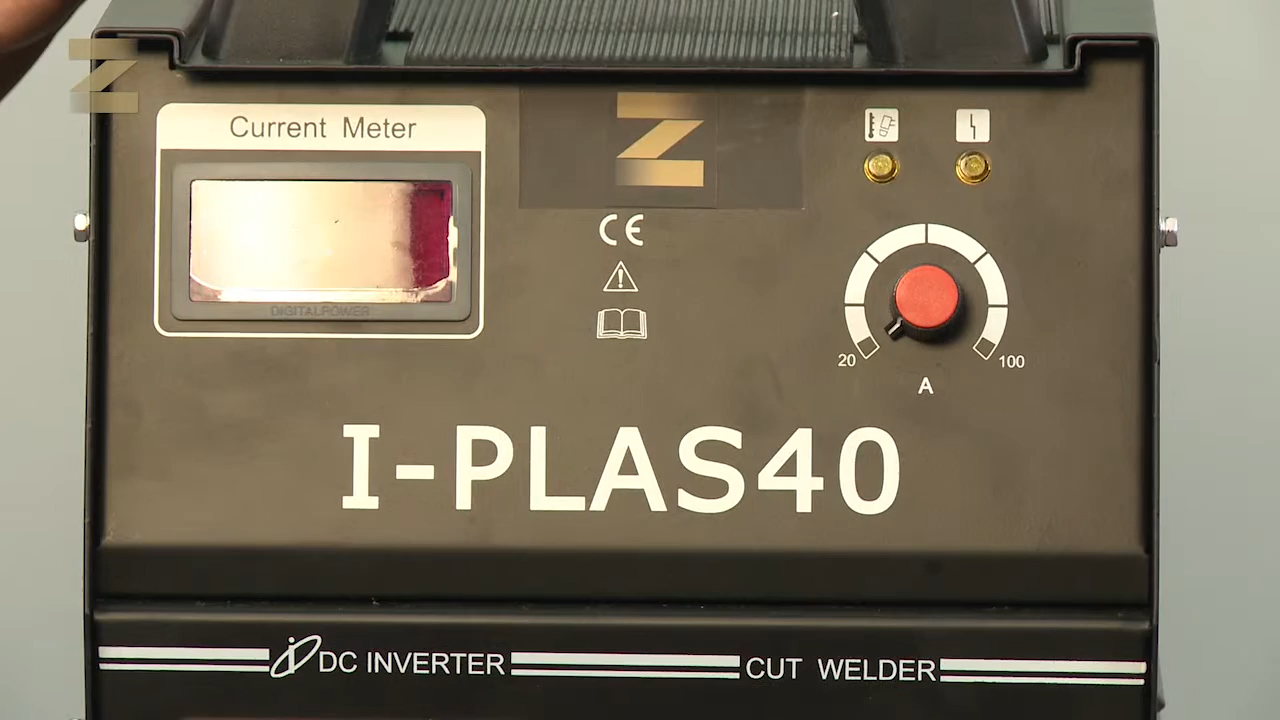 Z
Current Meter
Z
DIGITALPOWER
CE
20
100
A
I-PLAS40
DC INVERTER
CUT WELDER